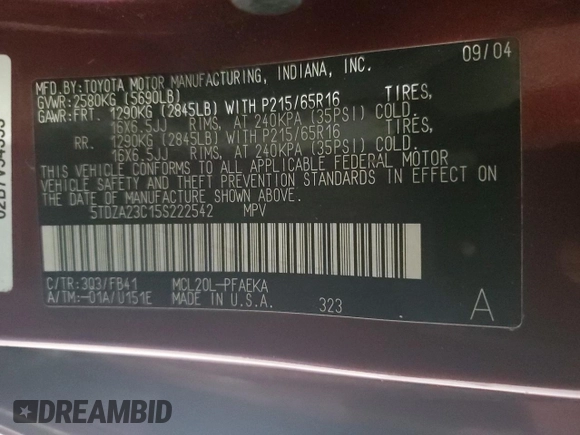 09/04
MFD.BY:TOYOTA MOTOR MANUFACTURING, INDIANA, INC.
GVWR:2580KG (5690LB)
GAWR:FRT. 1290KG (2845LB) WITH P215/65R16 TIRES,
16X6.5JJ RIMS, AT 240KPA (35PSI) COLD.
RR. 1290KG (2845LB) WITH P215/65R16 TIRES,
16X6.5JJ RIMS, AT 240KPA (35PSI) COLD.
THIS VEHICLE CONFORMS TO ALL APPLICABLE FEDERAL MOTOR
VEHICLE SAFETY AND THEFT PREVENTION STANDARDS IN EFFECT ON
THE DATE OF MANUFACTURE SHOWN ABOVE.
5TDZA23C15S222542 MPV
C/TR:3Q3/FB41 MCL20L-PFAEKA
A/TM:-01A/U151E MADE IN U.S.A. 323
A
DREAMBID